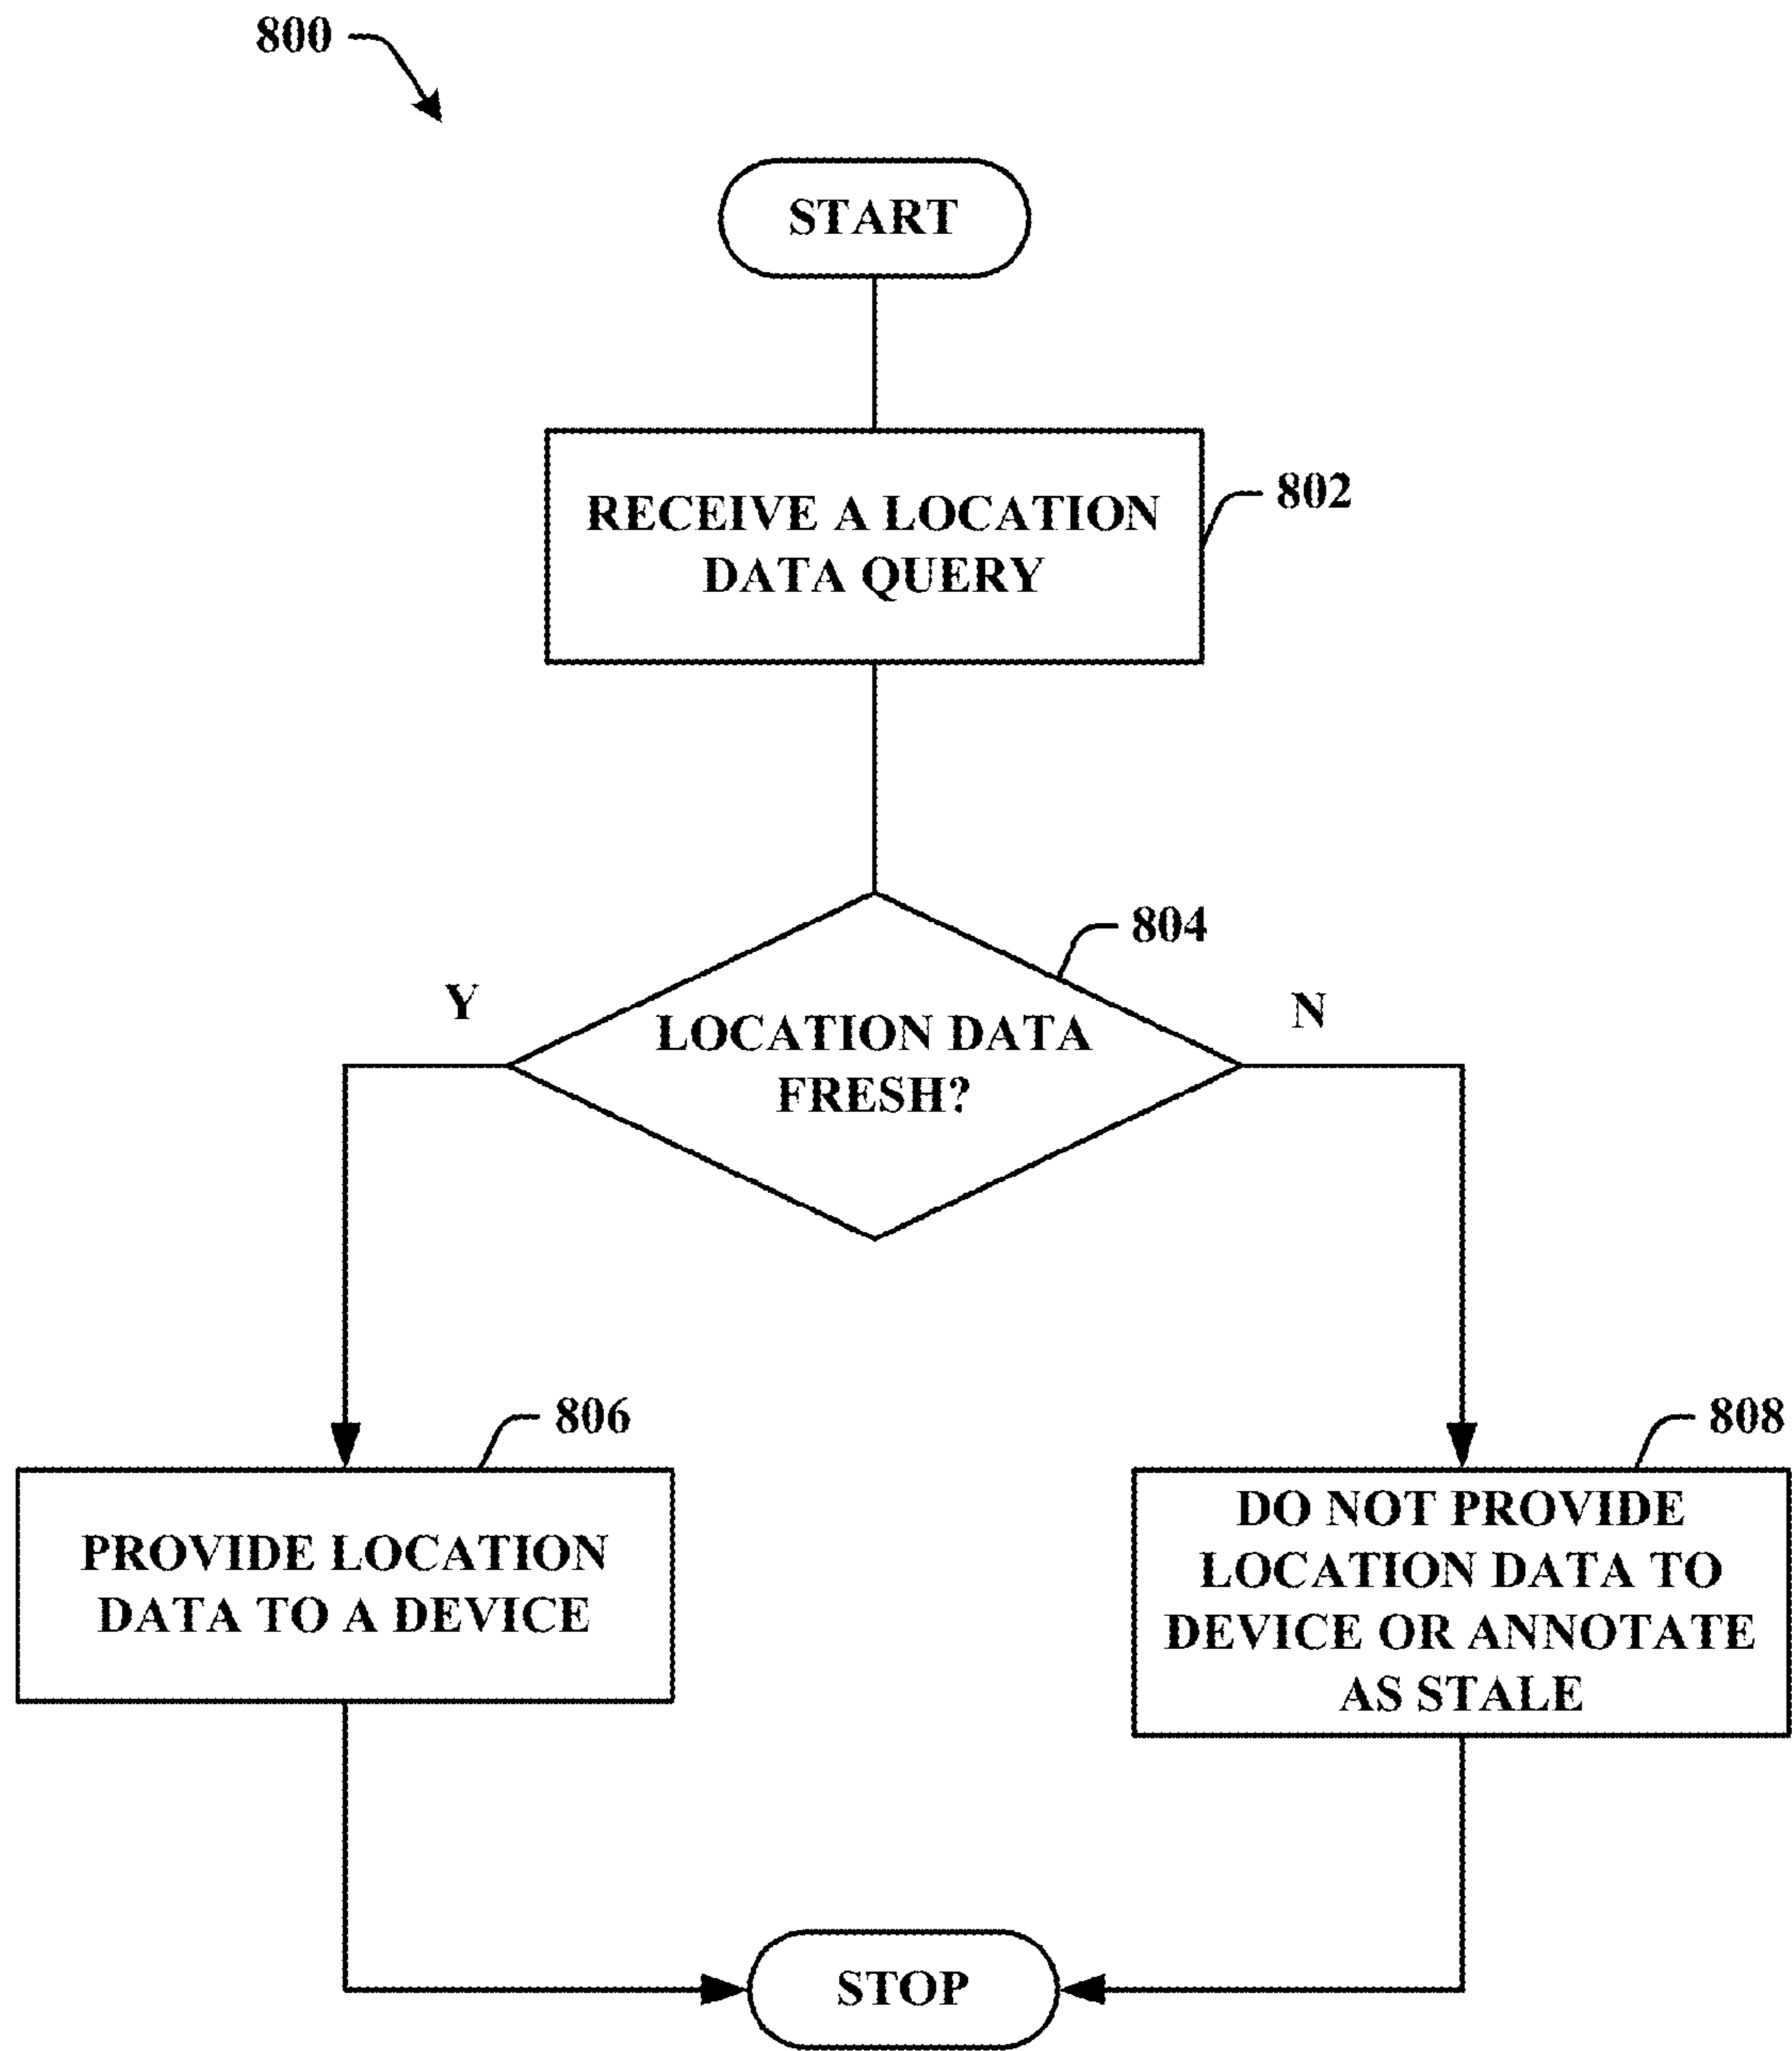 800
START
RECEIVE A LOCATION
DATA QUERY
802
804
Y
N
LOCATION DATA
FRESH?
806
PROVIDE LOCATION
DATA TO A DEVICE
808
DO NOT PROVIDE
LOCATION DATA TO
DEVICE OR ANNOTATE
AS STALE
STOP